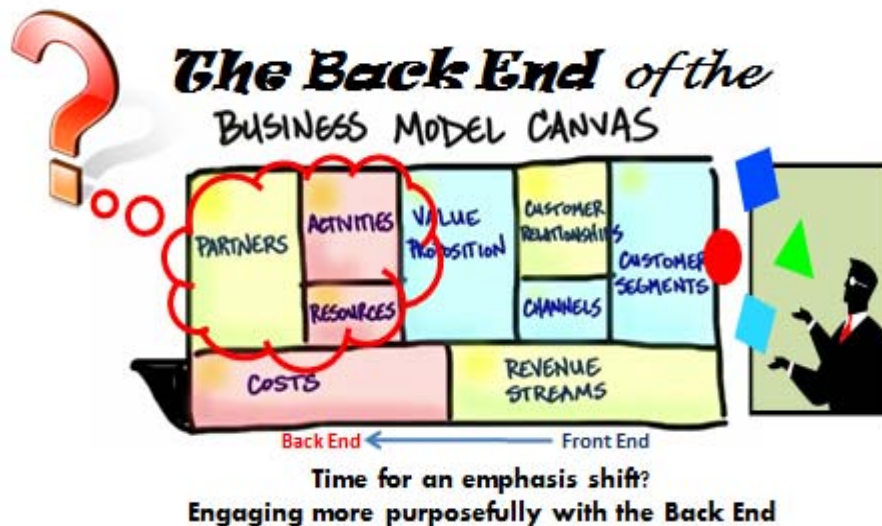 The Back End of the
BUSINESS MODEL CANVAS
PARTNERS
ACTIVITIES
RESOURCES
VALUE
PROPOSITION
CUSTOMER
RELATIONSHIPS
CHANNELS
CUSTOMER
SEGMENTS
COSTS
REVENUE
STREAMS
Back End
Front End
Time for an emphasis shift?
Engaging more purposefully with the Back End